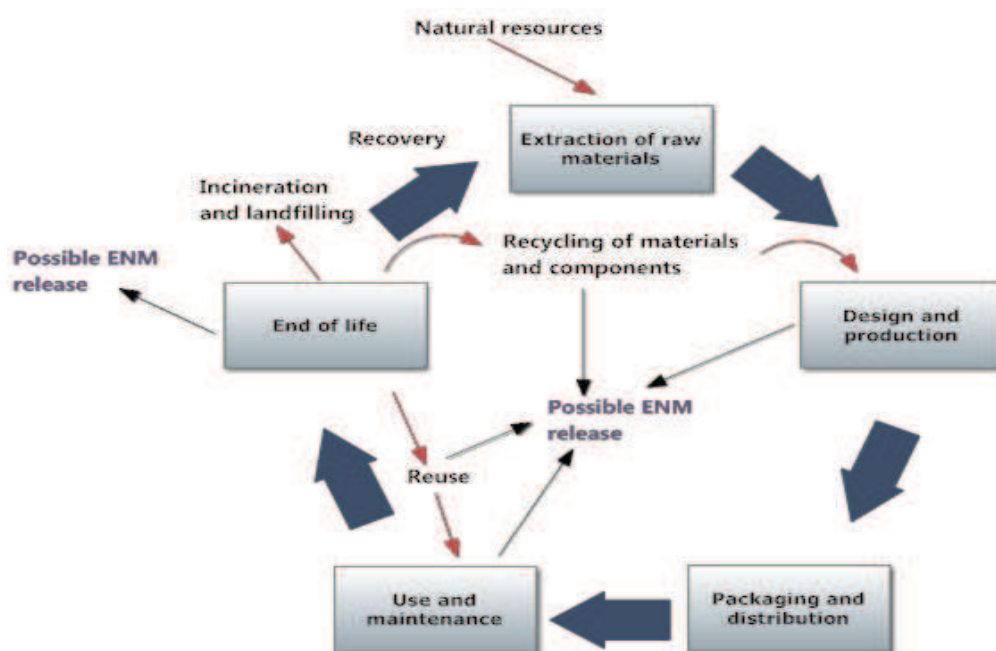 Natural resources
Extraction of raw
materials
Recovery
Incineration
and landfilling
Recycling of materials
and components
Possible ENM
release
End of life
Design and
production
Possible ENM
release
Reuse
Use and
maintenance
Packaging and
distribution